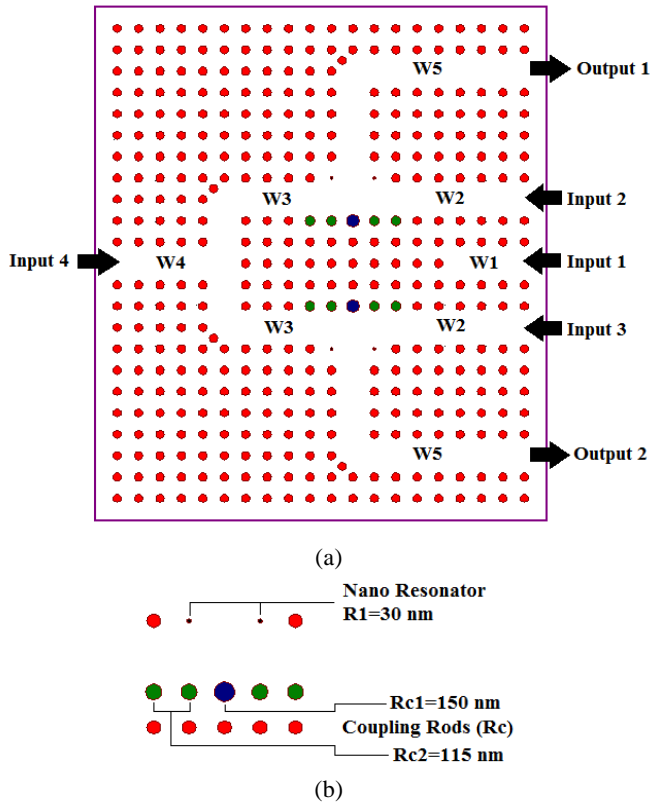 W5
Output 1
W3
W2
Input 2
Input 4
W4
W1
Input 1
W3
W2
Input 3
W5
Output 2
(a)
Nano Resonator
R1=30 nm
Rc1=150 nm
Coupling Rods (Rc)
Rc2=115 nm
(b)